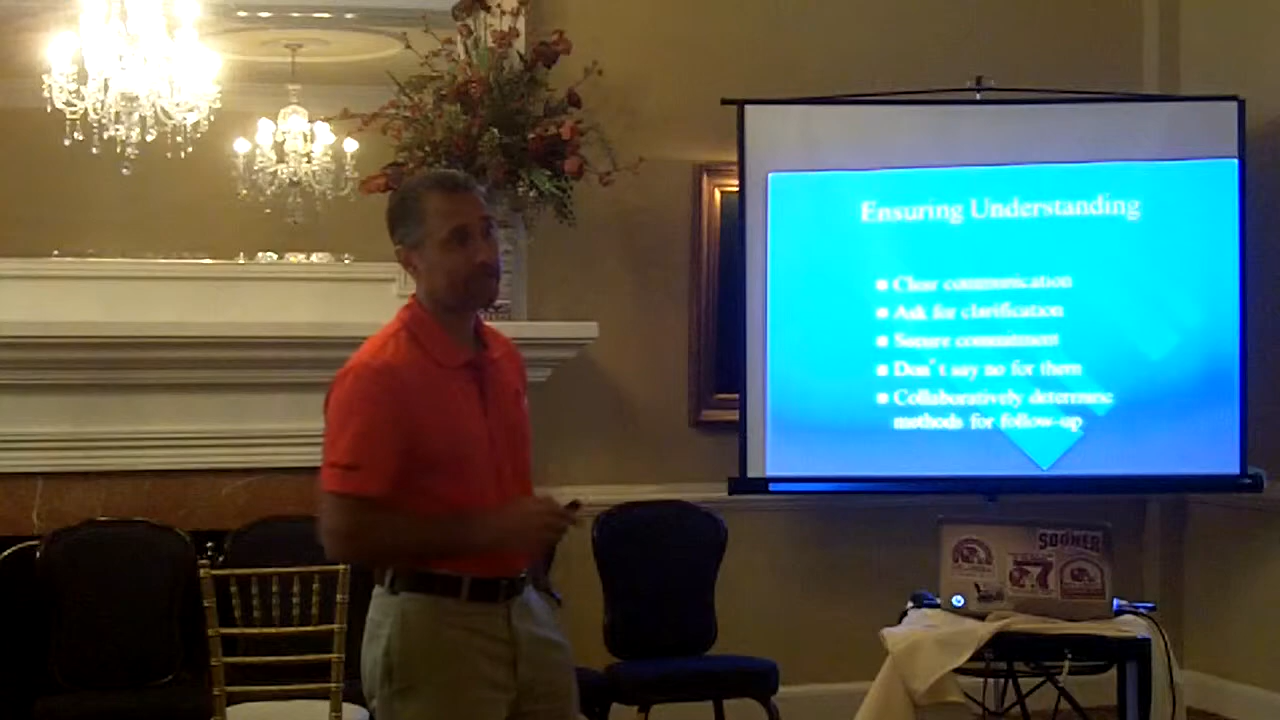 Ensuring Understanding
Clear communication
Ask for clarification
Secure commitment
Don't say no for them
Collaboratively determine
methods for follow-up
SOONER